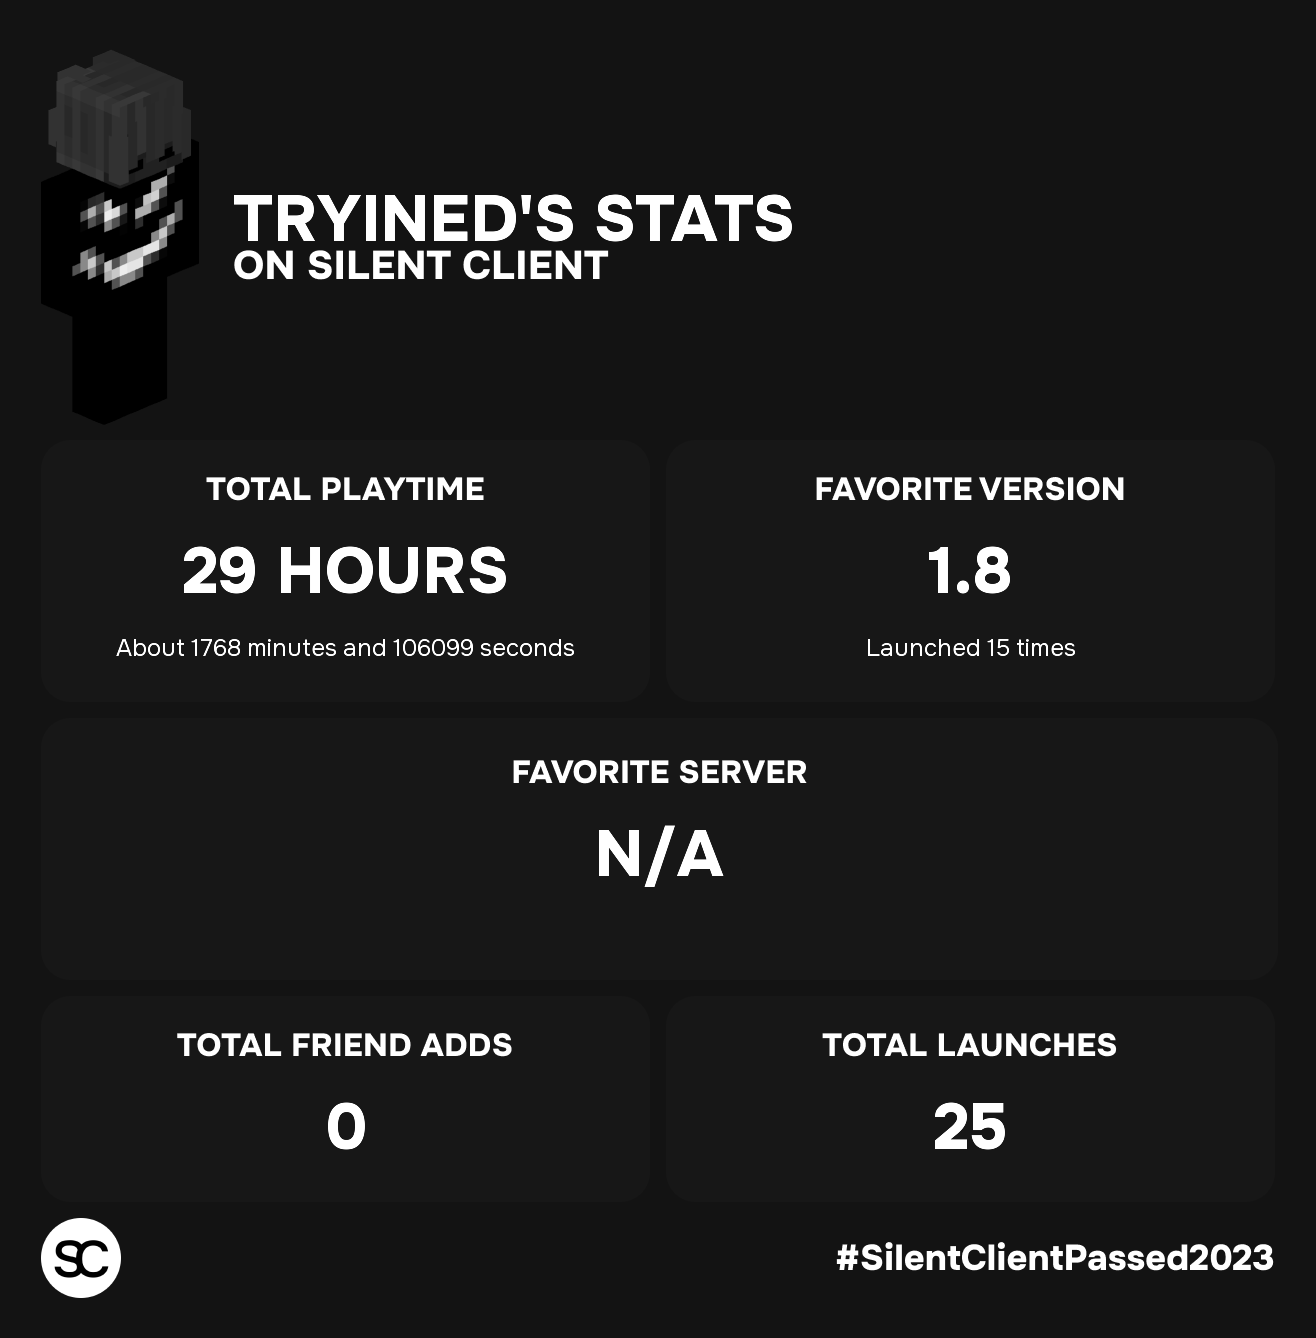 TRYINED'S STATS
ON SILENT CLIENT
TOTAL PLAYTIME
29 HOURS
About 1768 minutes and 106099 seconds
FAVORITE VERSION
1.8
Launched 15 times
FAVORITE SERVER
N/A
TOTAL FRIEND ADDS
0
TOTAL LAUNCHES
25
SC
#SilentClientPassed2023